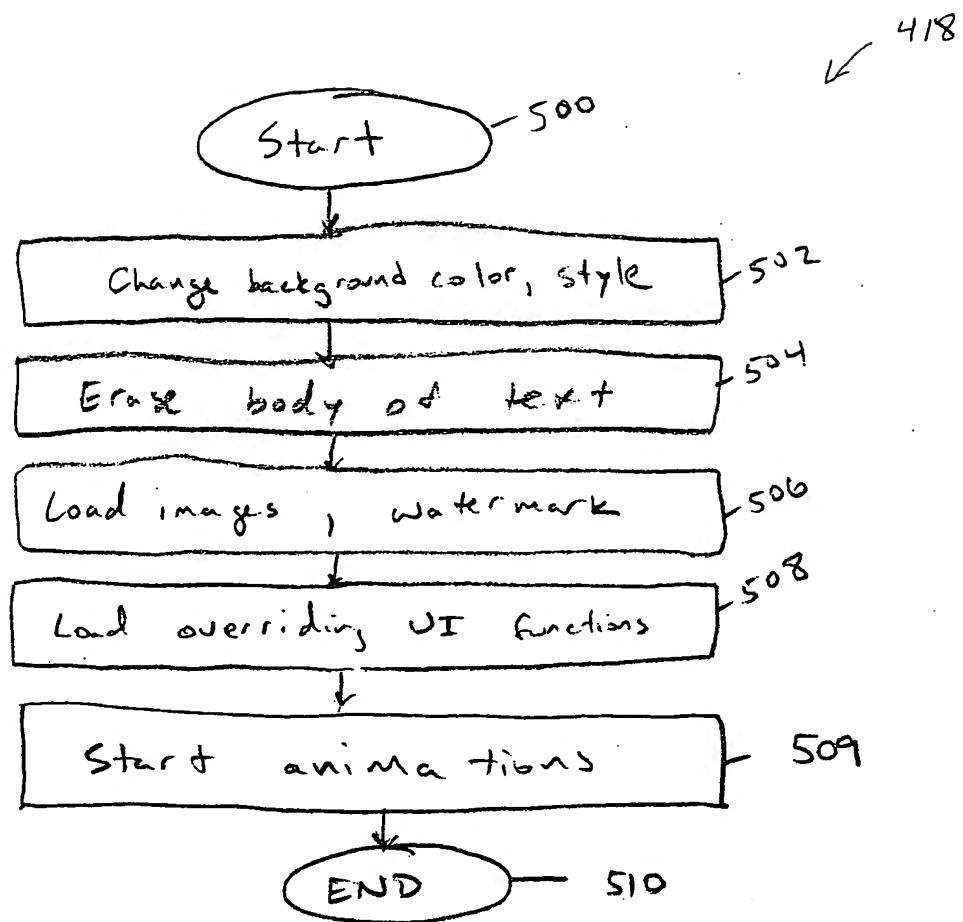 418
Start 500
Change background color, style 502
Erase body of text 504
Load images, watermark 506
Load overriding UI functions 508
Start animations 509
END 510